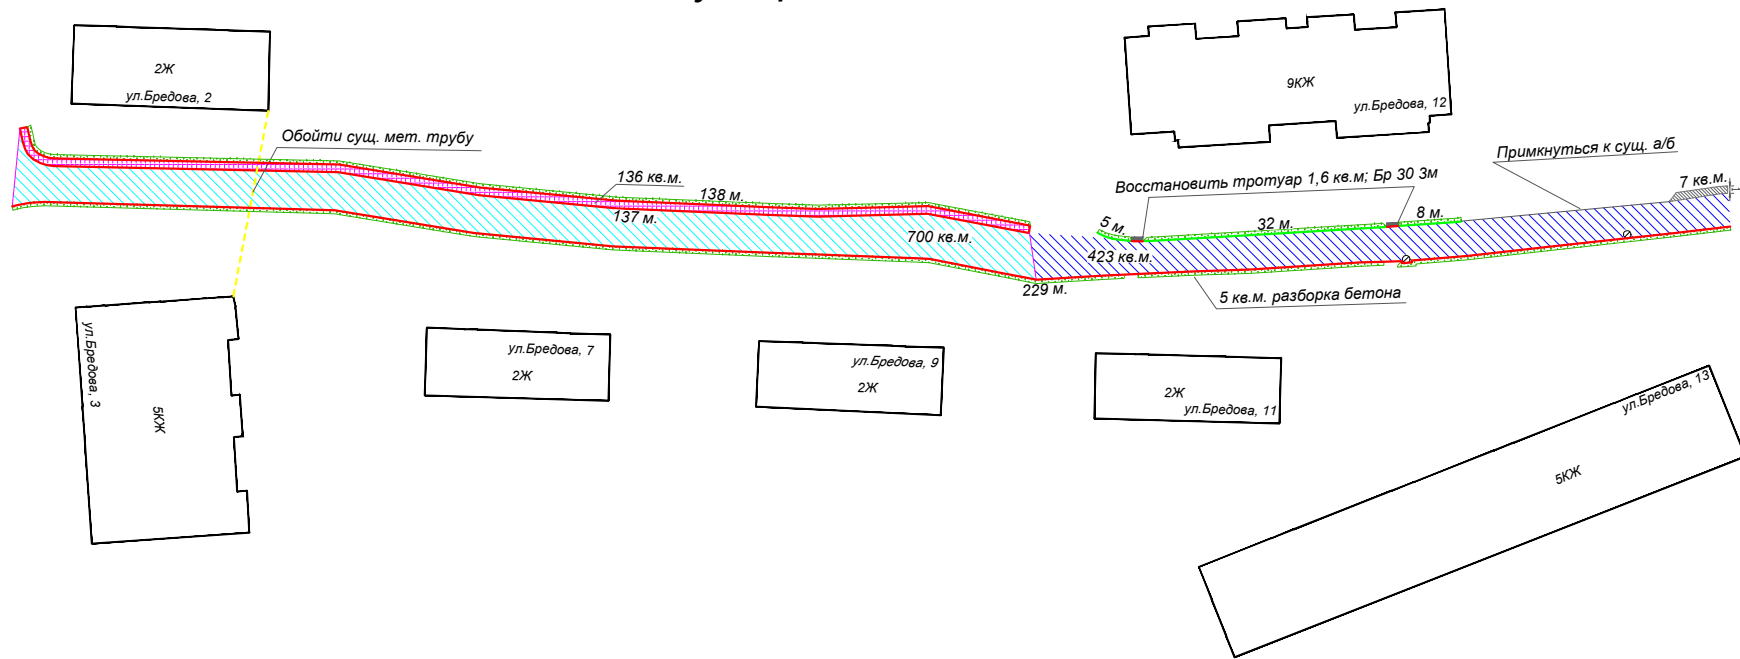 2Ж
ул.Бредова, 2
9КЖ
ул.Бредова, 12
Обойти сущ. мет. трубу
Примкнуться к сущ. а/б
136 кв.м.
138 м.
137 м.
Восстановить тротуар 1,6 кв.м; Бр 30 3м
7 кв.м.
5 м.
32 м.
8 м.
700 кв.м.
423 кв.м.
229 м.
5 кв.м. разборка бетона
ул.Бредова, 3
5КЖ
ул.Бредова, 7
2Ж
ул.Бредова, 9
2Ж
2Ж
ул.Бредова, 11
ул.Бредова, 13
5КЖ